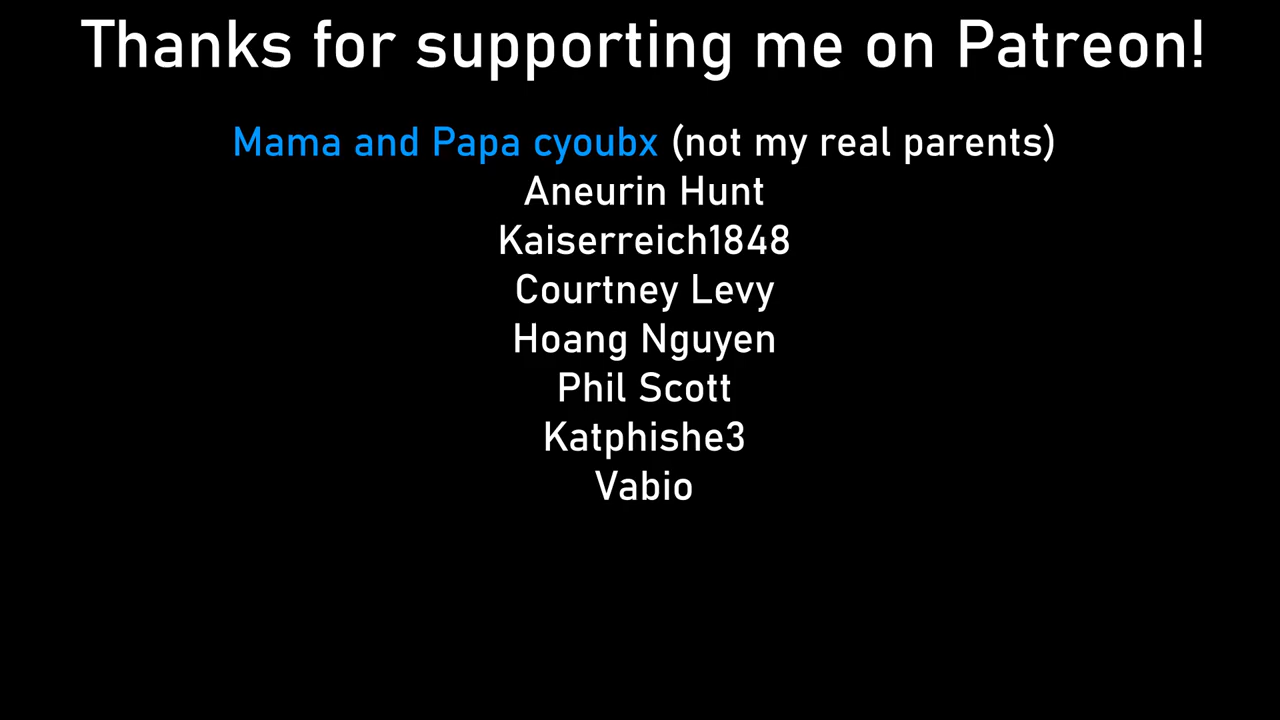 Thanks for supporting me on Patreon!
Mama and Papa cyoubx (not my real parents)
Aneurin Hunt
Kaiserreich1848
Courtney Levy
Hoang Nguyen
Phil Scott
Katphishe3
Vabio